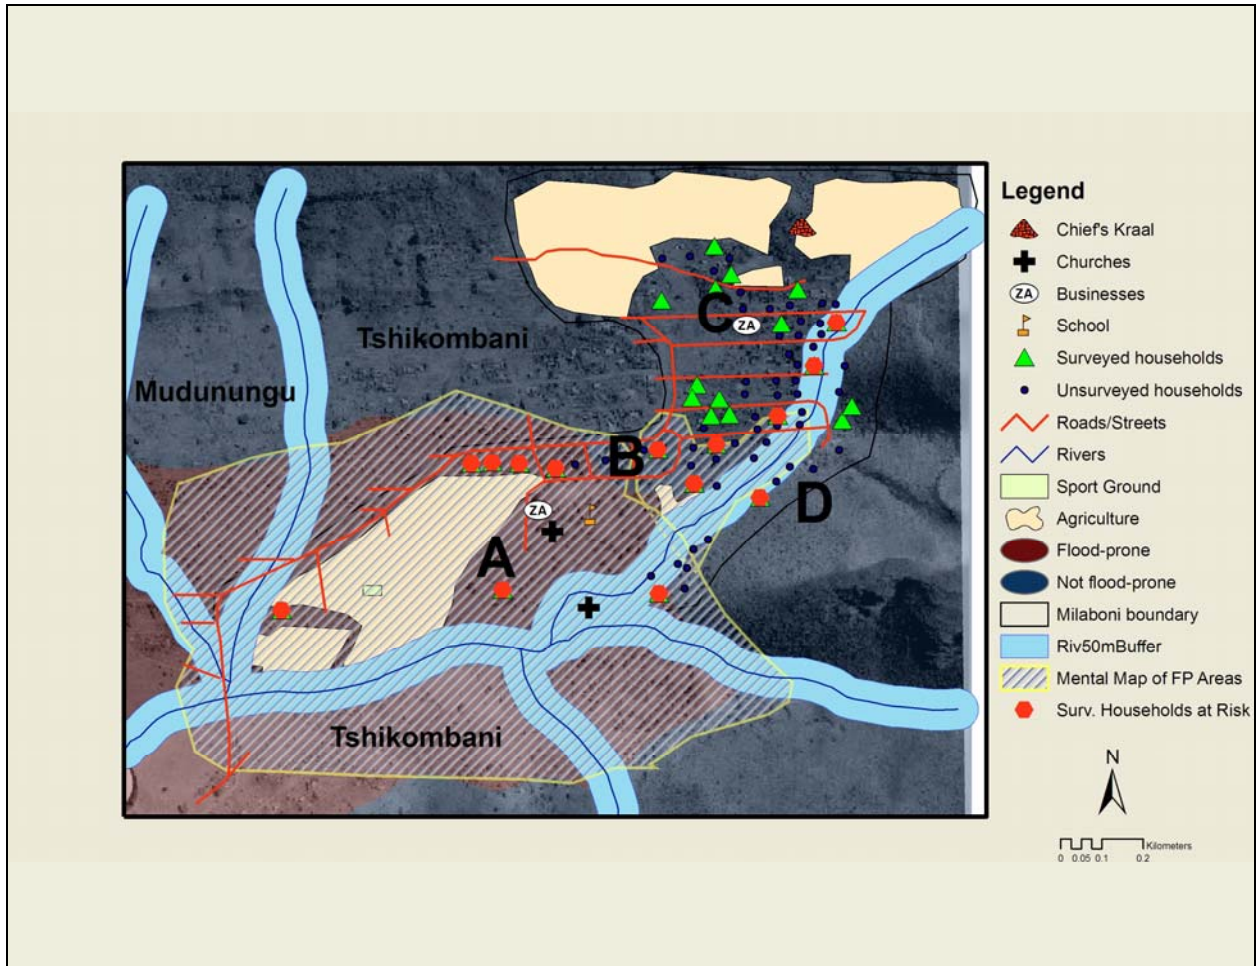 Tshikombani
Mudunungu
C
ZA
B
D
ZA
A
Tshikombani
Legend
Chief's Kraal
Churches
ZA Businesses
School
Surveyed households
Unsurveyed households
Roads/Streets
Rivers
Sport Ground
Agriculture
Flood-prone
Not flood-prone
Milaboni boundary
Riv50mBuffer
Mental Map of FP Areas
Surv. Households at Risk
N
Kilometers
0 0.05 0.1 0.2